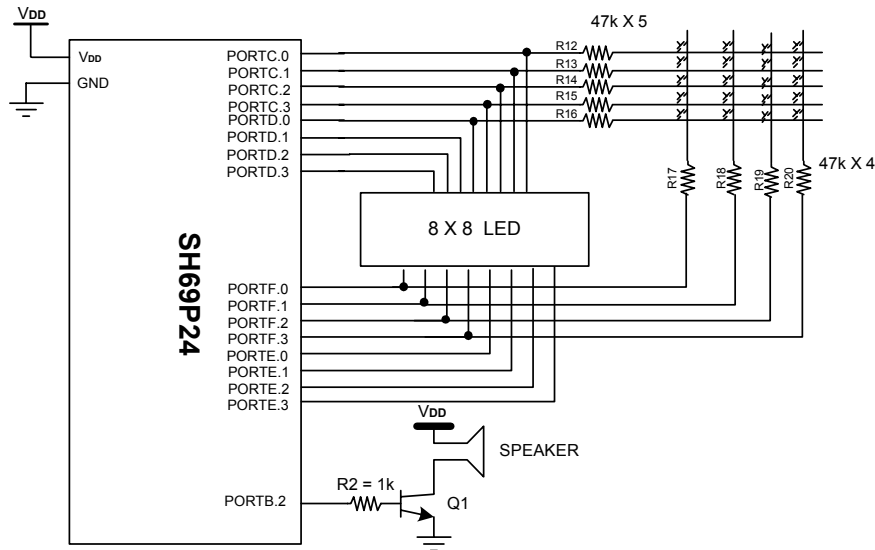 VDD
47k X 5
VDD
GND
PORTC.0
PORTC.1
PORTC.2
PORTC.3
PORTD.0
PORTD.1
PORTD.2
PORTD.3
R12
R13
R14
R15
R16
R17
R18
R19
R20
47k X 4
8 X 8 LED
SH69P24
PORTF.0
PORTF.1
PORTF.2
PORTF.3
PORTE.0
PORTE.1
PORTE.2
PORTE.3
VDD
SPEAKER
R2 = 1k
PORTB.2
Q1